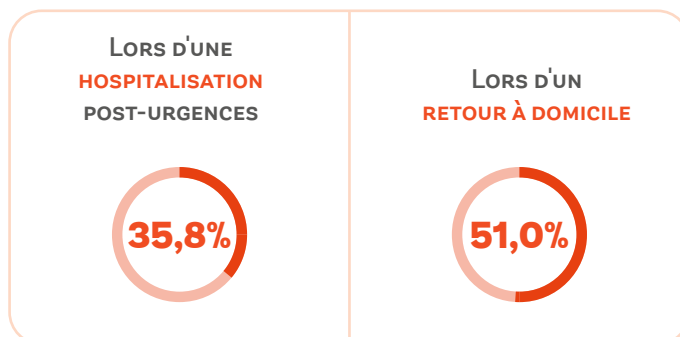 Lors d'une
hospitalisation
post-urgences
35,8%
Lors d'un
retour à domicile
51,0%